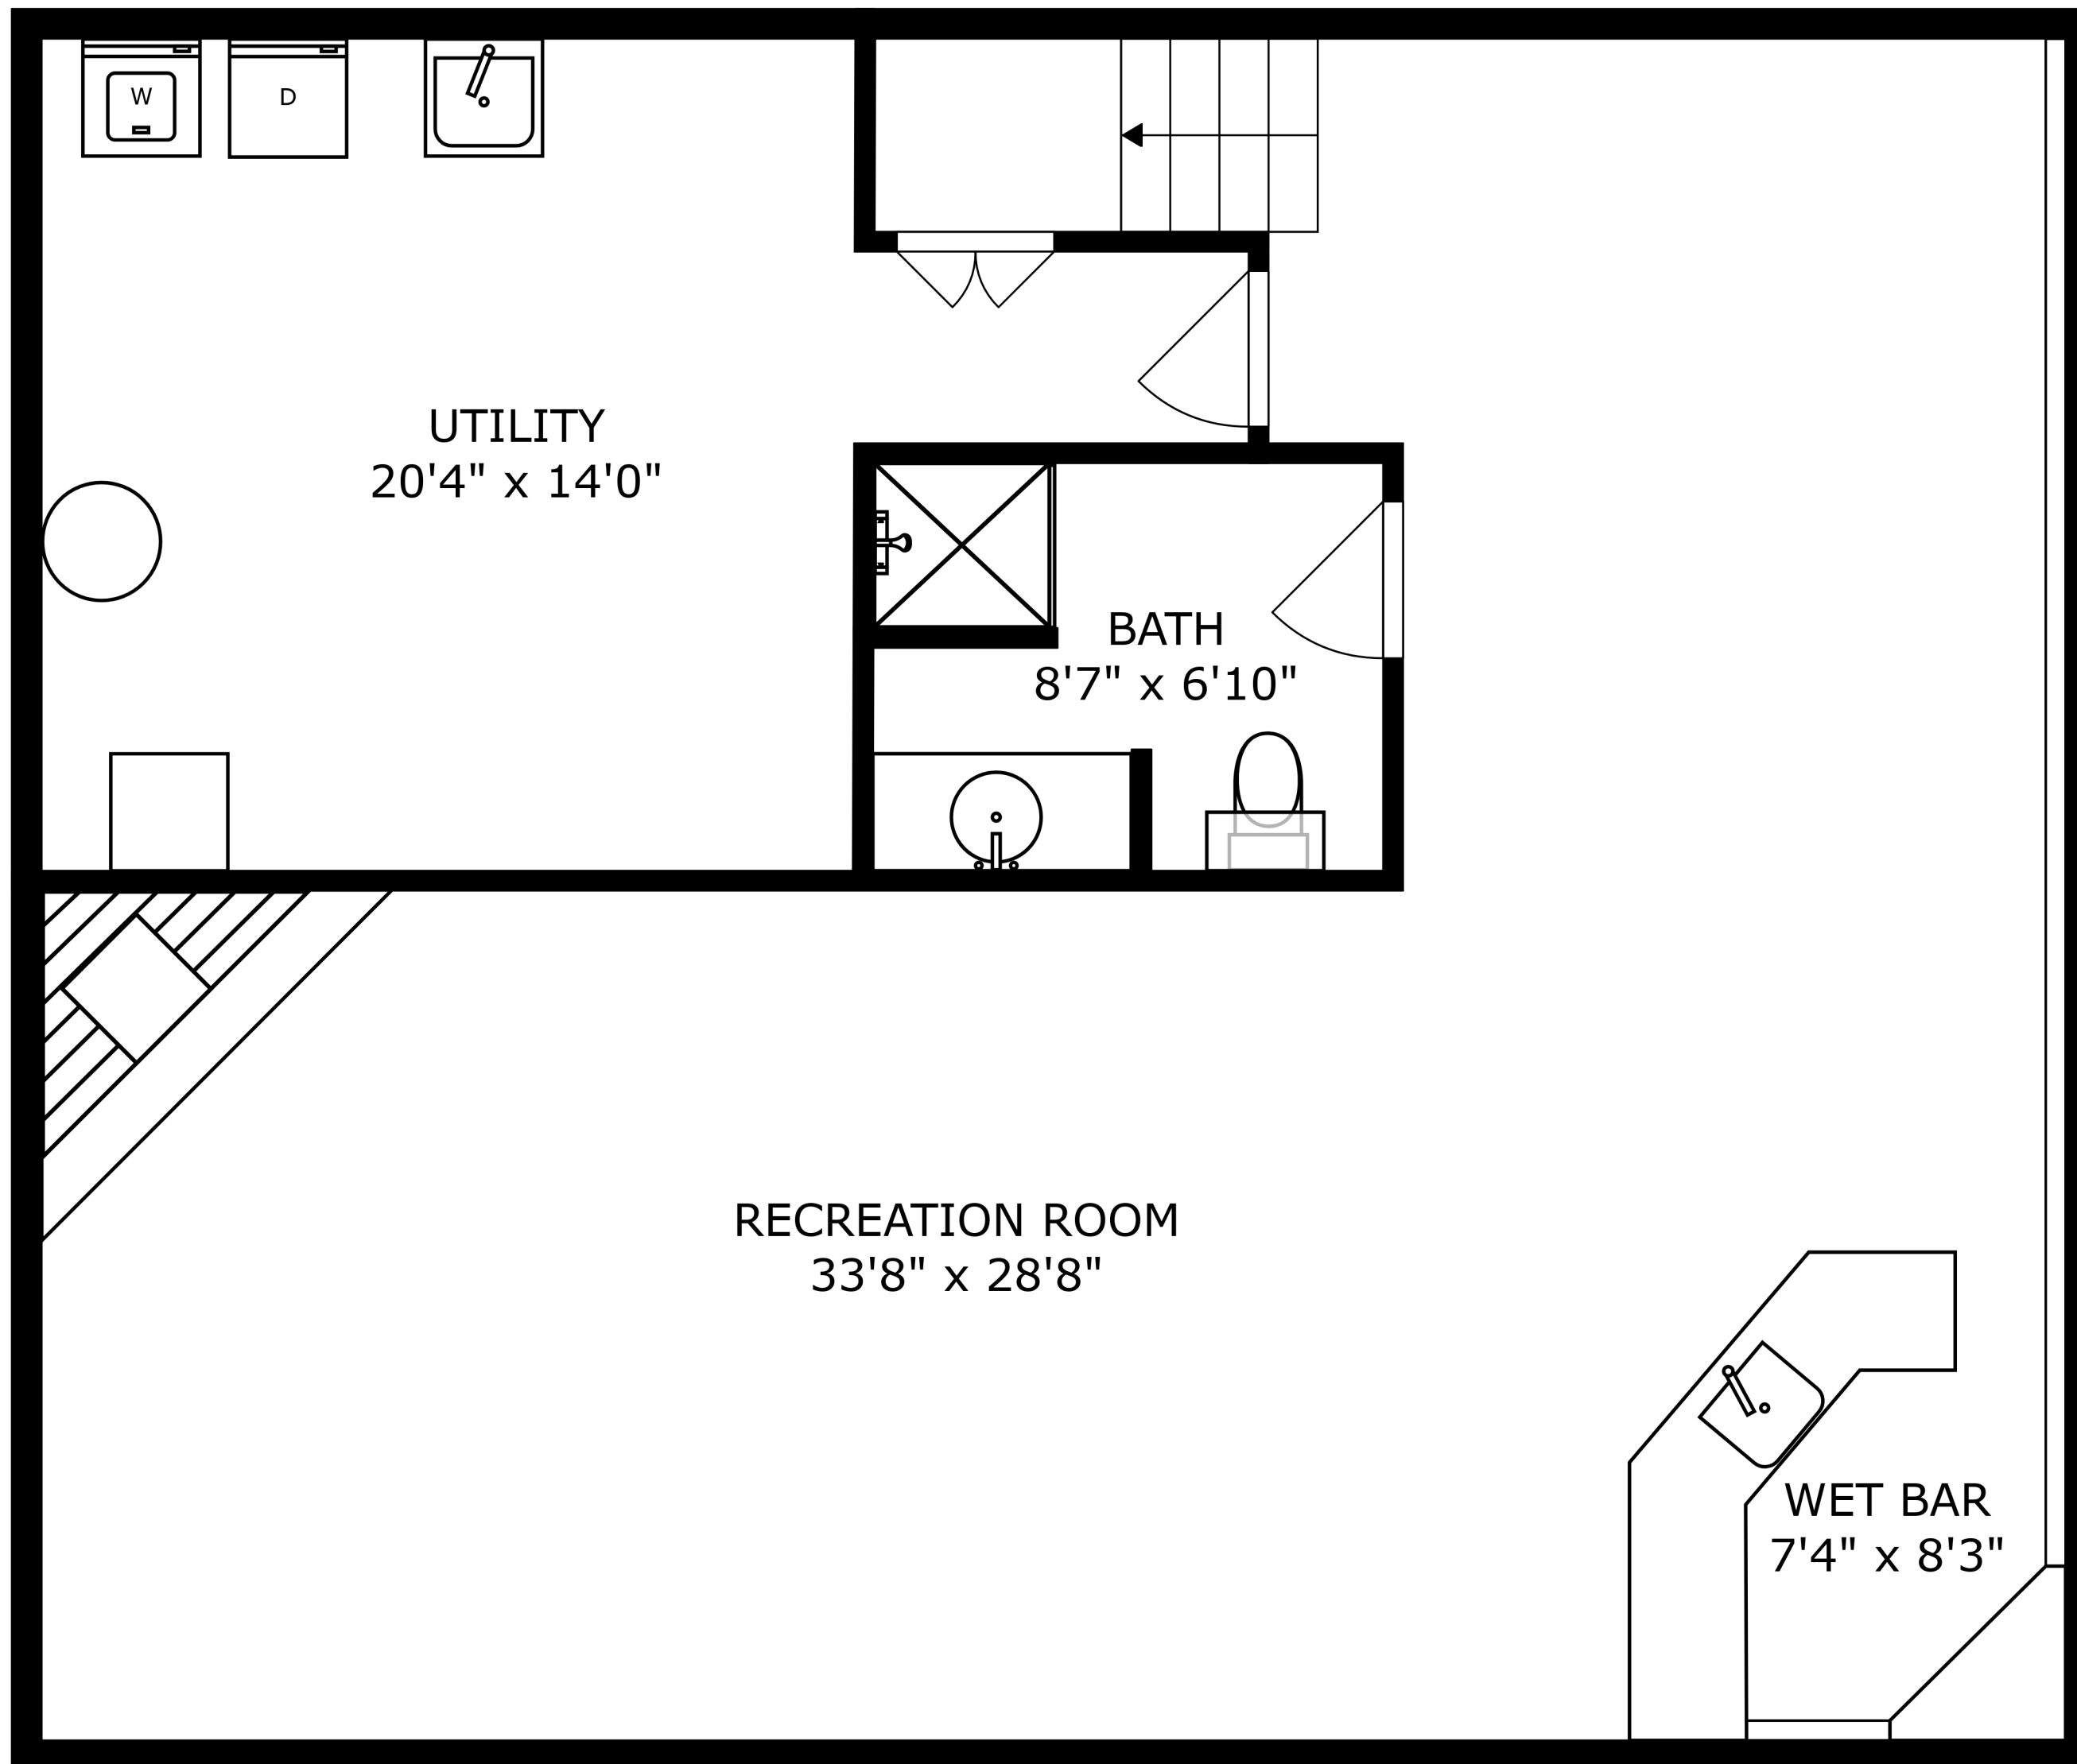 W
D
UTILITY
20'4" x 14'0"
BATH
8'7" x 6'10"
RECREATION ROOM
33'8" x 28'8"
WET BAR
7'4" x 8'3"